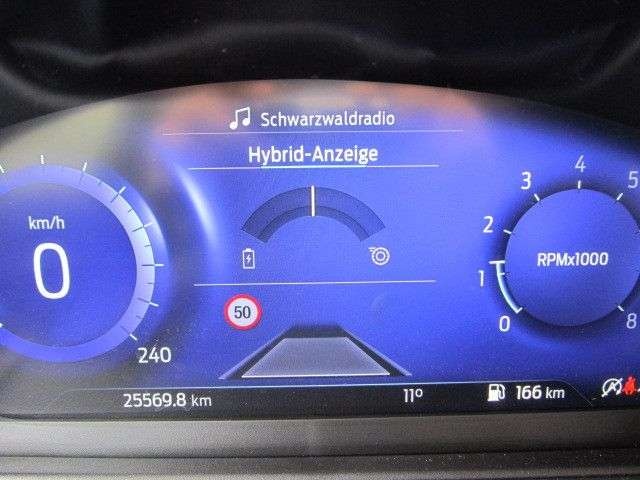 Schwarzwaldradio
Hybrid-Anzeige
km/h
0
240
50
RPMx1000
0
1
2
3
4
5
8
25569.8 km
11°
166 km